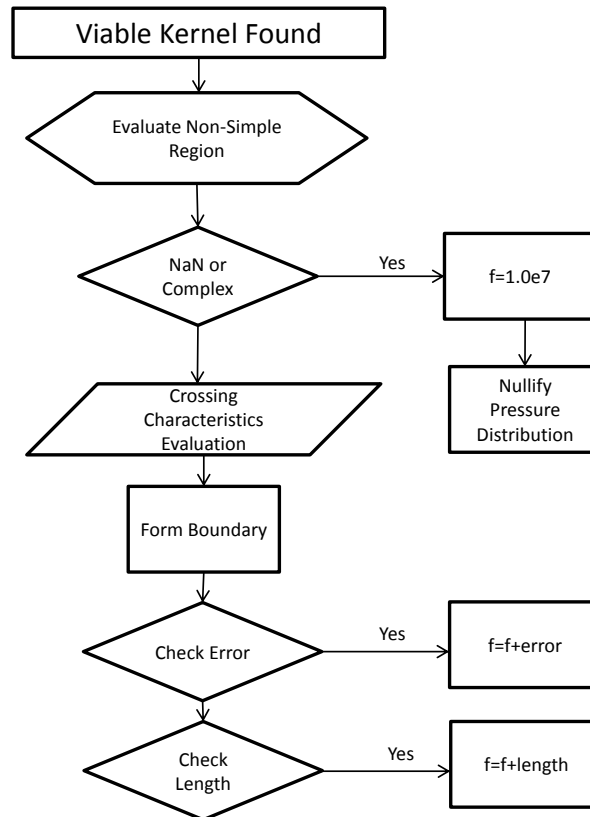 Viable Kernel Found
Evaluate Non-Simple
Region
NaN or
Complex
Yes
f=1.0e7
Nullify
Pressure
Distribution
Crossing
Characteristics
Evaluation
Form Boundary
Check Error
Yes
f=f+error
Check
Length
Yes
f=f+length